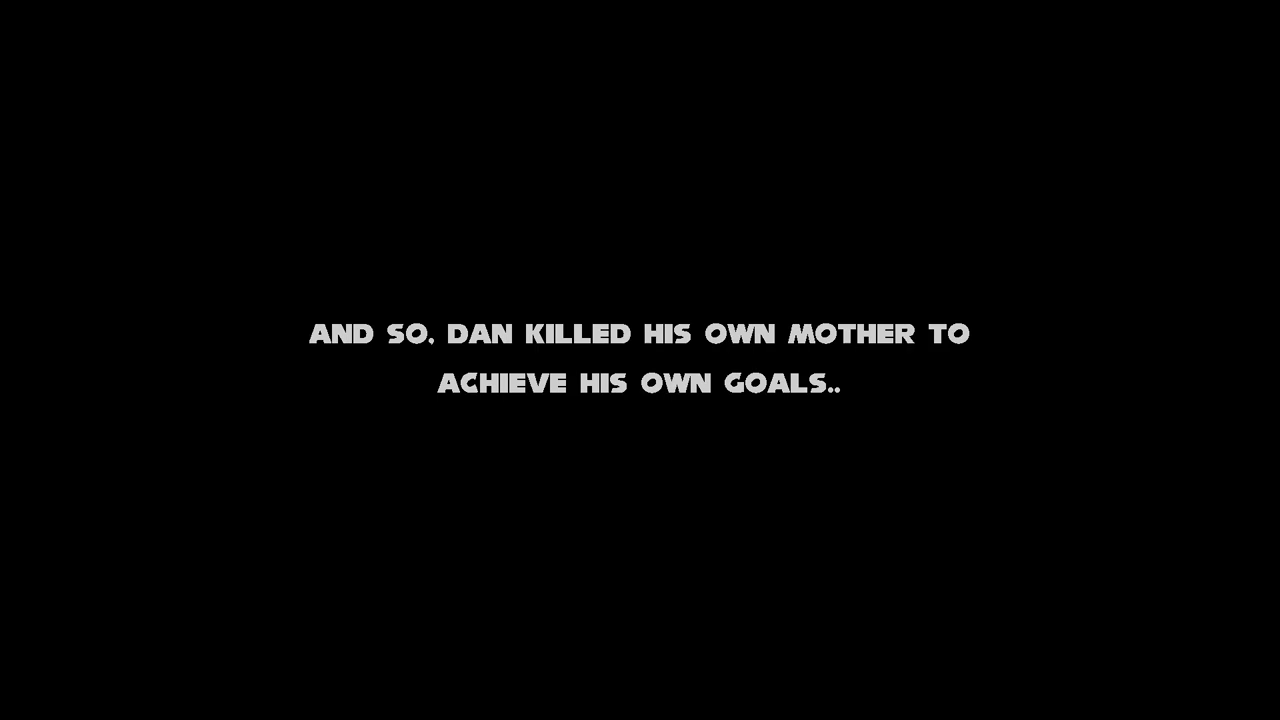 AND SO, DAN KILLED HIS OWN MOTHER TO
ACHIEVE HIS OWN GOALS..